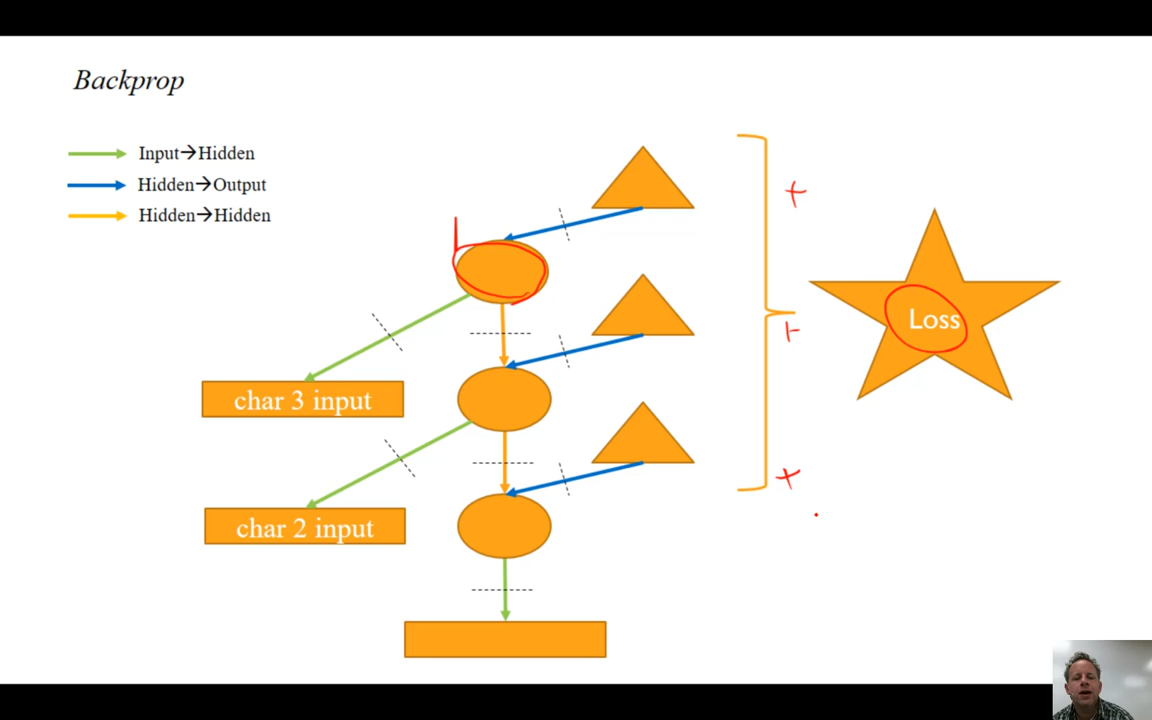 Backprop
Input→Hidden
Hidden→Output
Hidden→Hidden
+
+
Loss
char 3 input
+
char 2 input